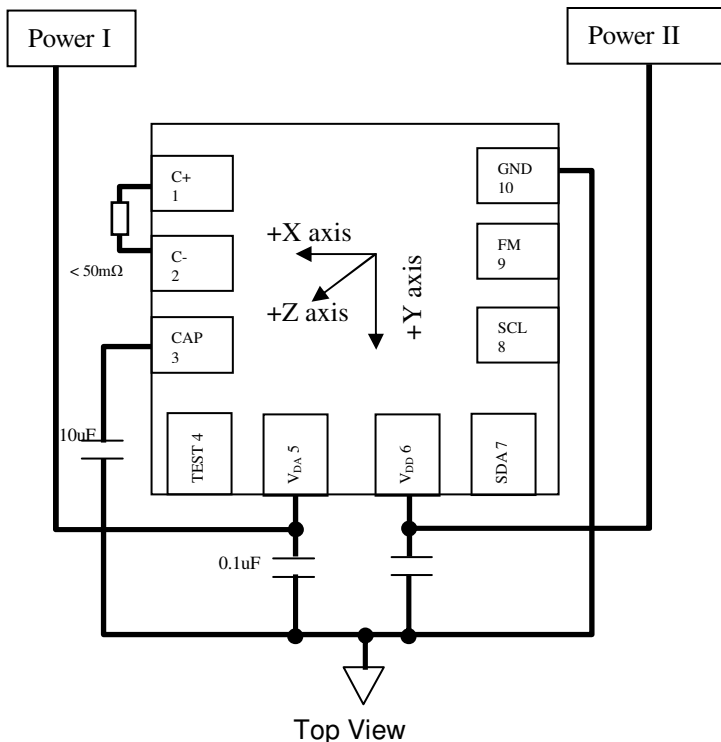 Power I
Power II
C+
1
GND
10
C-
2
< 50mΩ
+X axis
+Z axis
+Y axis
FM
9
CAP
3
SCL
8
10uF
TEST 4
VDA 5
VDD 6
SDA 7
0.1uF
Top View